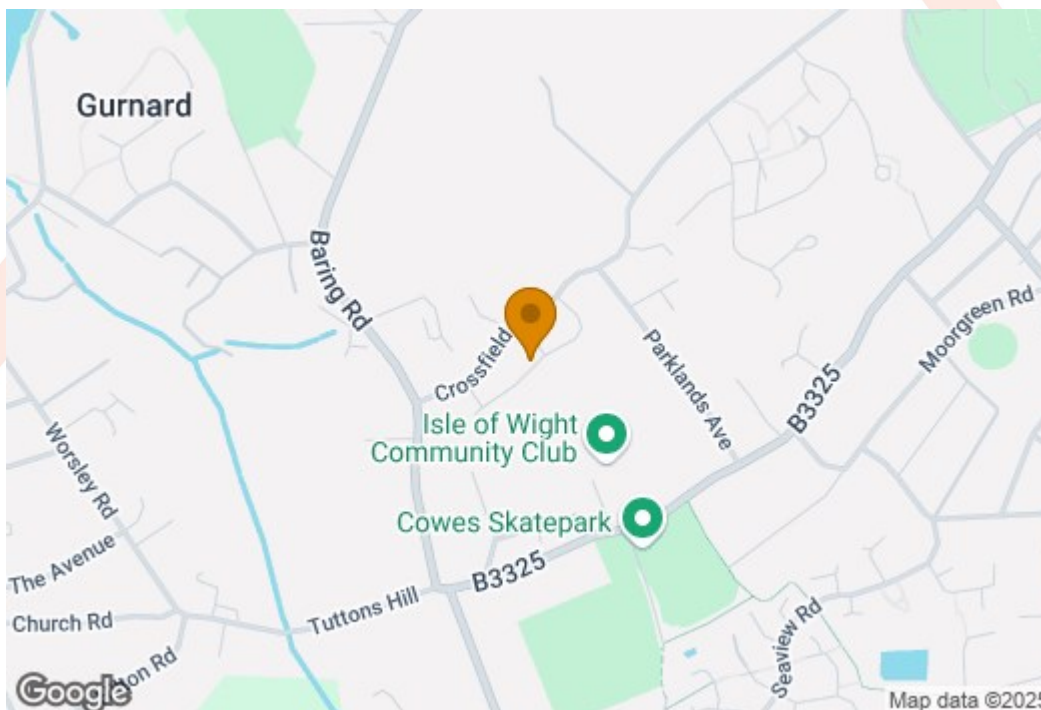 Gurnard
Baring Rd
Crossfield
Parklands Ave
Moorgreen Rd
B3325
Isle of Wight
Community Club
Cowes Skatepark
Worsley Rd
The Avenue
Church Rd
Tuttons Hill
B3325
Seaview Rd
Rd
Google
Map data ©2025